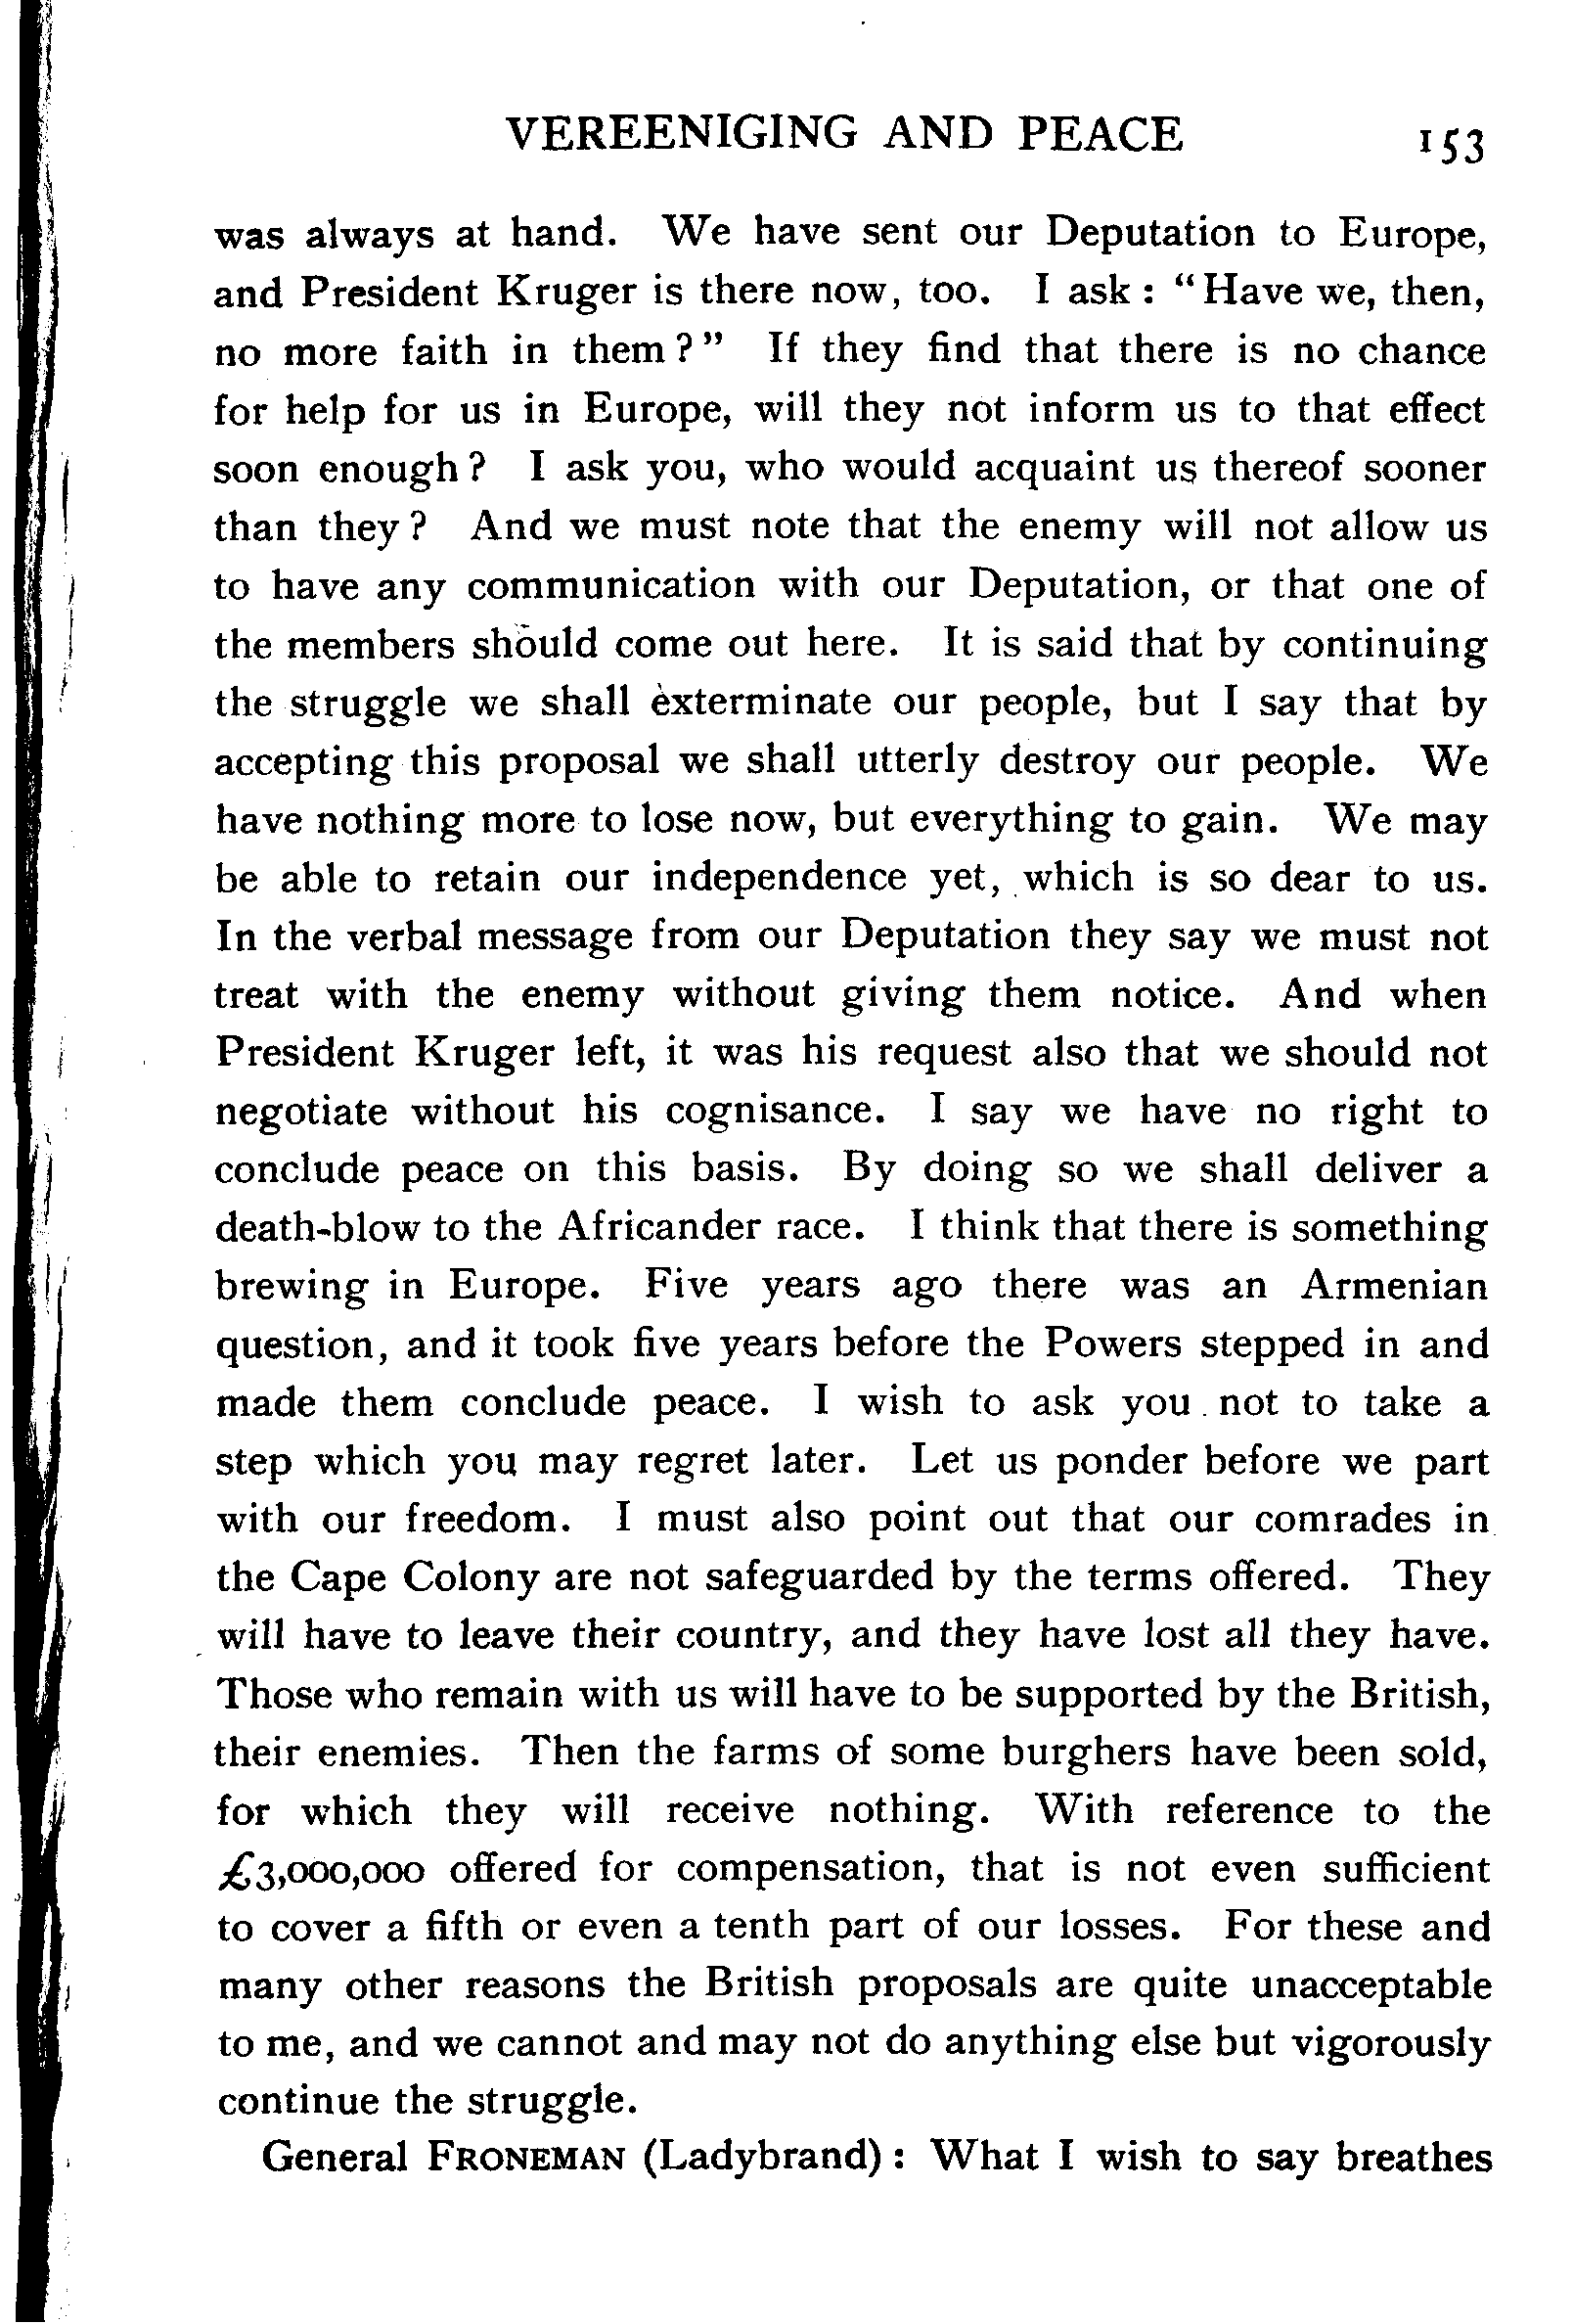 VEREENIGING AND PEACE 153
was always at hand. We have sent our Deputation to Europe,
and President Kruger is there now, too. I ask : “Have we, then,
no more faith in them ?” If they find that there is no chance
for help for us in Europe, will they not inform us to that effect
soon enough ? I ask you, who would acquaint us thereof sooner
than they ? And we must note that the enemy will not allow us
to have any communication with our Deputation, or that one of
the members should come out here. It is said that by continuing
the struggle we shall exterminate our people, but I say that by
accepting this proposal we shall utterly destroy our people. We
have nothing more to lose now, but everything to gain. We may
be able to retain our independence yet, which is so dear to us.
In the verbal message from our Deputation they say we must not
treat with the enemy without giving them notice. And when
President Kruger left, it was his request also that we should not
negotiate without his cognisance. I say we have no right to
conclude peace on this basis. By doing so we shall deliver a
death-blow to the Africander race. I think that there is something
brewing in Europe. Five years ago there was an Armenian
question, and it took five years before the Powers stepped in and
made them conclude peace. I wish to ask you not to take a
step which you may regret later. Let us ponder before we part
with our freedom. I must also point out that our comrades in
the Cape Colony are not safeguarded by the terms offered. They
will have to leave their country, and they have lost all they have.
Those who remain with us will have to be supported by the British,
their enemies. Then the farms of some burghers have been sold,
for which they will receive nothing. With reference to the
£3,000,000 offered for compensation, that is not even sufficient
to cover a fifth or even a tenth part of our losses. For these and
many other reasons the British proposals are quite unacceptable
to me, and we cannot and may not do anything else but vigorously
continue the struggle.
General FRONEMAN (Ladybrand) : What I wish to say breathes